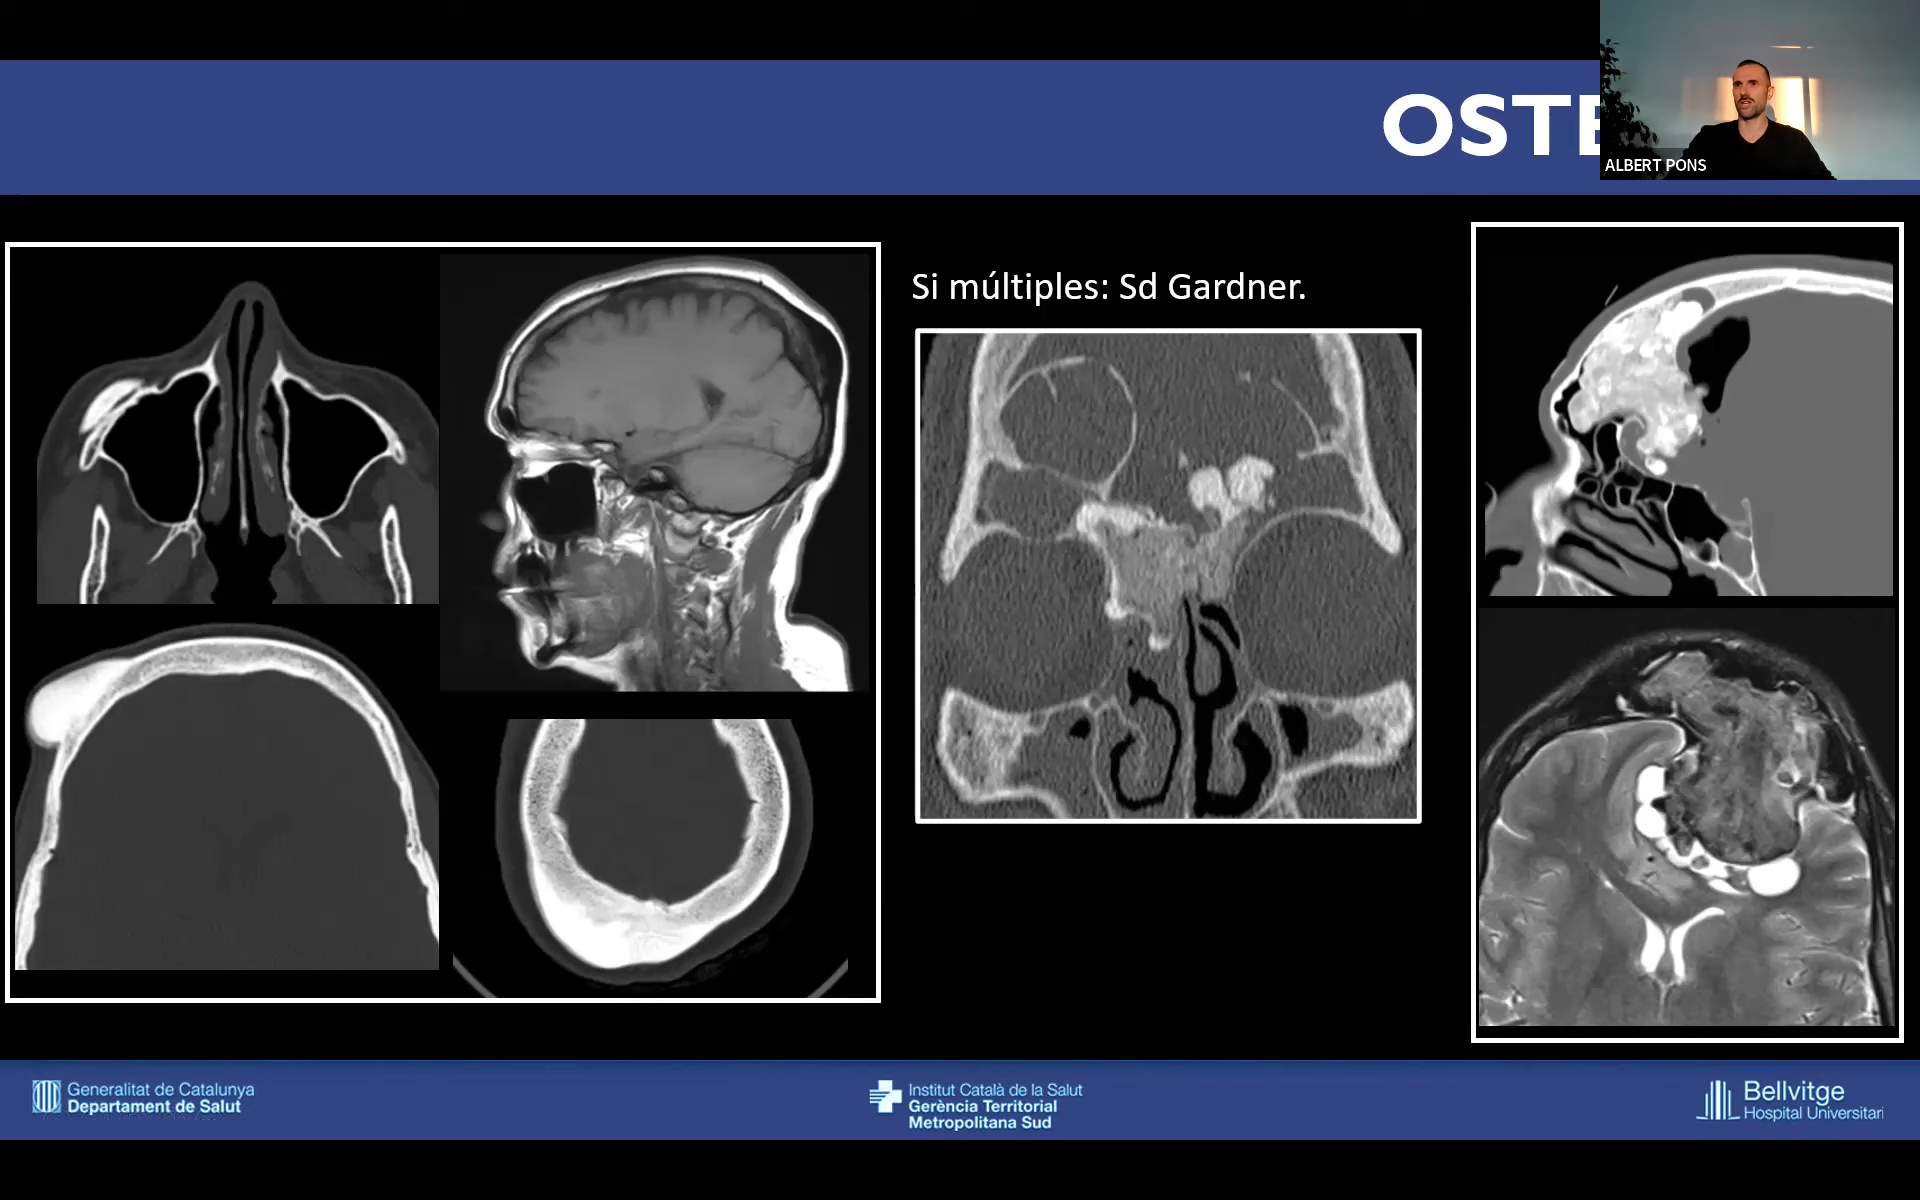 OSTE
ALBERT PONS
Si múltiples: Sd Gardner.
Generalitat de Catalunya
Departament de Salut
Institut Català de la Salut
Gerència Territorial
Metropolitana Sud
Bellvitge
Hospital Universitari